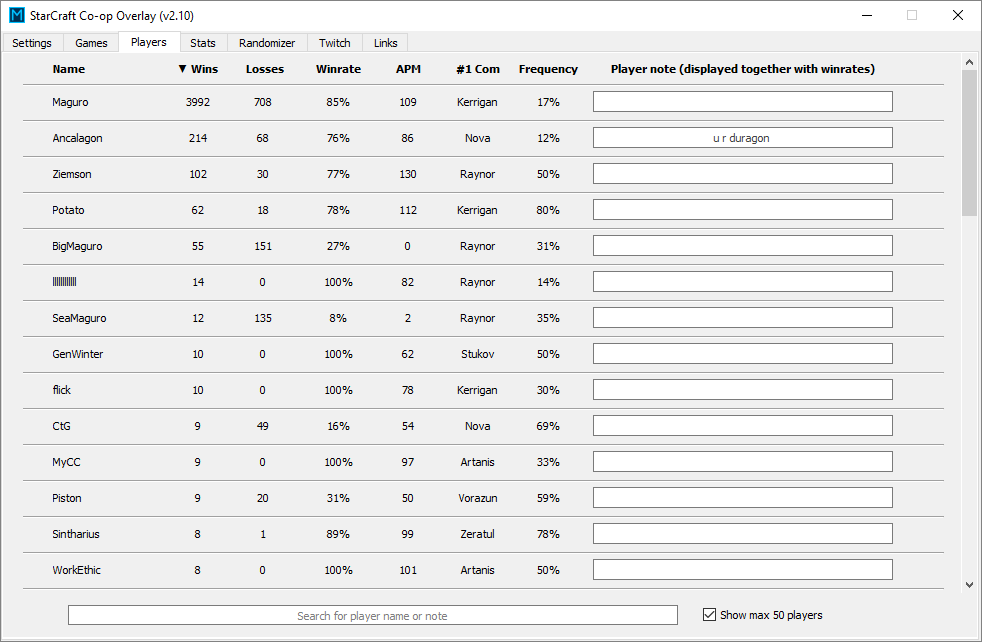 StarCraft Co-op Overlay (v2.10)
Settings Games Players Stats Randomizer Twitch Links
Name ▼ Wins Losses Winrate APM #1 Com Frequency Player note (displayed together with winrates)
Maguro 3992 708 85% 109 Kerrigan 17%
Ancalagon 214 68 76% 86 Nova 12% u r duragon
Ziemson 102 30 77% 130 Raynor 50%
Potato 62 18 78% 112 Kerrigan 80%
BigMaguro 55 151 27% 0 Raynor 31%
14 0 100% 82 Raynor 14%
SeaMaguro 12 135 8% 2 Raynor 35%
GenWinter 10 0 100% 62 Stukov 50%
flick 10 0 100% 78 Kerrigan 30%
CtG 9 49 16% 54 Nova 69%
MyCC 9 0 100% 97 Artanis 33%
Piston 9 20 31% 50 Vorazun 59%
Sintharius 8 1 89% 99 Zeratul 78%
WorkEthic 8 0 100% 101 Artanis 50%
Search for player name or note Show max 50 players